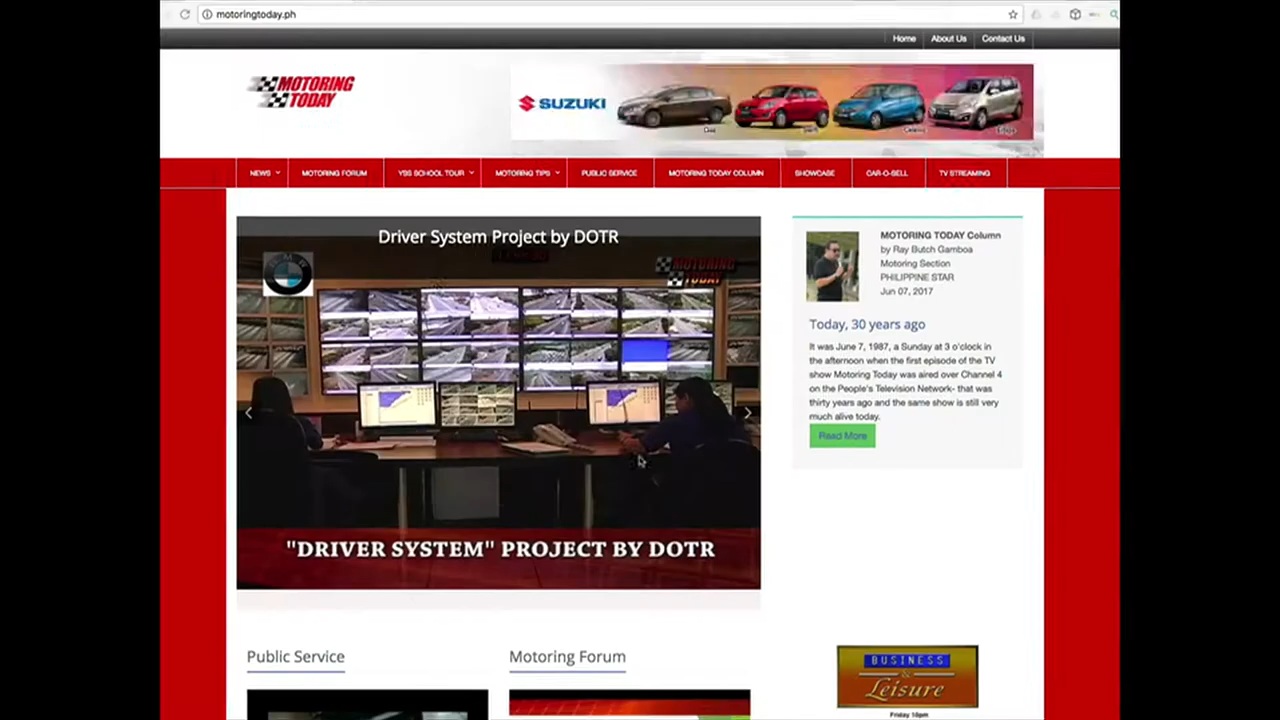 motoringtoday.ph
Home
About Us
Contact Us
MOTORING
TODAY
SUZUKI
Celerio
Ertiga
NEWS
MOTORING FORUM
YSS SCHOOL TOUR
MOTORING TIPS
PUBLIC SERVICE
MOTORING TODAY COLUMN
SHOWCASE
CAR-O-SELL
TV STREAMING
Driver System Project by DOTR
BMW
MOTORING
TODAY
"DRIVER SYSTEM" PROJECT BY DOTR
MOTORING TODAY Column
by Ray Butch Gamboa
Motoring Section
PHILIPPINE STAR
Jun 07, 2017
Today, 30 years ago
It was June 7, 1987, a Sunday at 3 o'clock in
the afternoon when the first episode of the TV
show Motoring Today was aired over Channel 4
on the People's Television Network- that was
thirty years ago and the same show is still very
much alive today.
Read More
Public Service
Motoring Forum
BUSINESS
&
Leisure
Friday 10pm